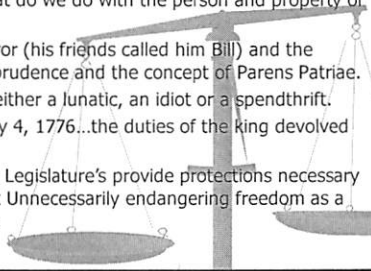 at do we do with the person and property of
or (his friends called him Bill) and the
prudence and the concept of Parens Patriae.
either a lunatic, an idiot or a spendthrift.
y 4, 1776...the duties of the king devolved
Legislature's provide protections necessary
Unnecessarily endangering freedom as a